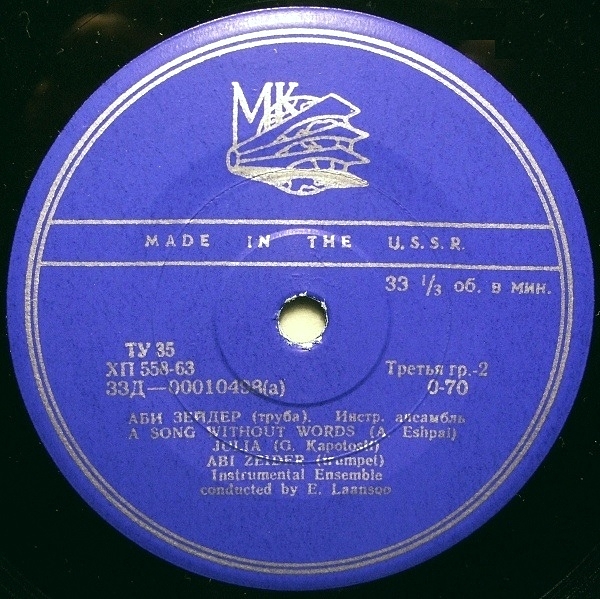 МК
MADE IN THE U.S.S.R.
33 1/3 об. в мин.
ТУ 35
ХП 558-63
Третья гр.-2
33Д—00010498(а)
0-70
АБИ ЗЕЙДЕР (труба). Инстр. ансамбль
A SONG WITHOUT WORDS (A. Eshpai)
JULIA (G. Kapotosii)
ABI ZEIDER (trumpet)
Instrumental Ensemble
conducted by E. Laansoo